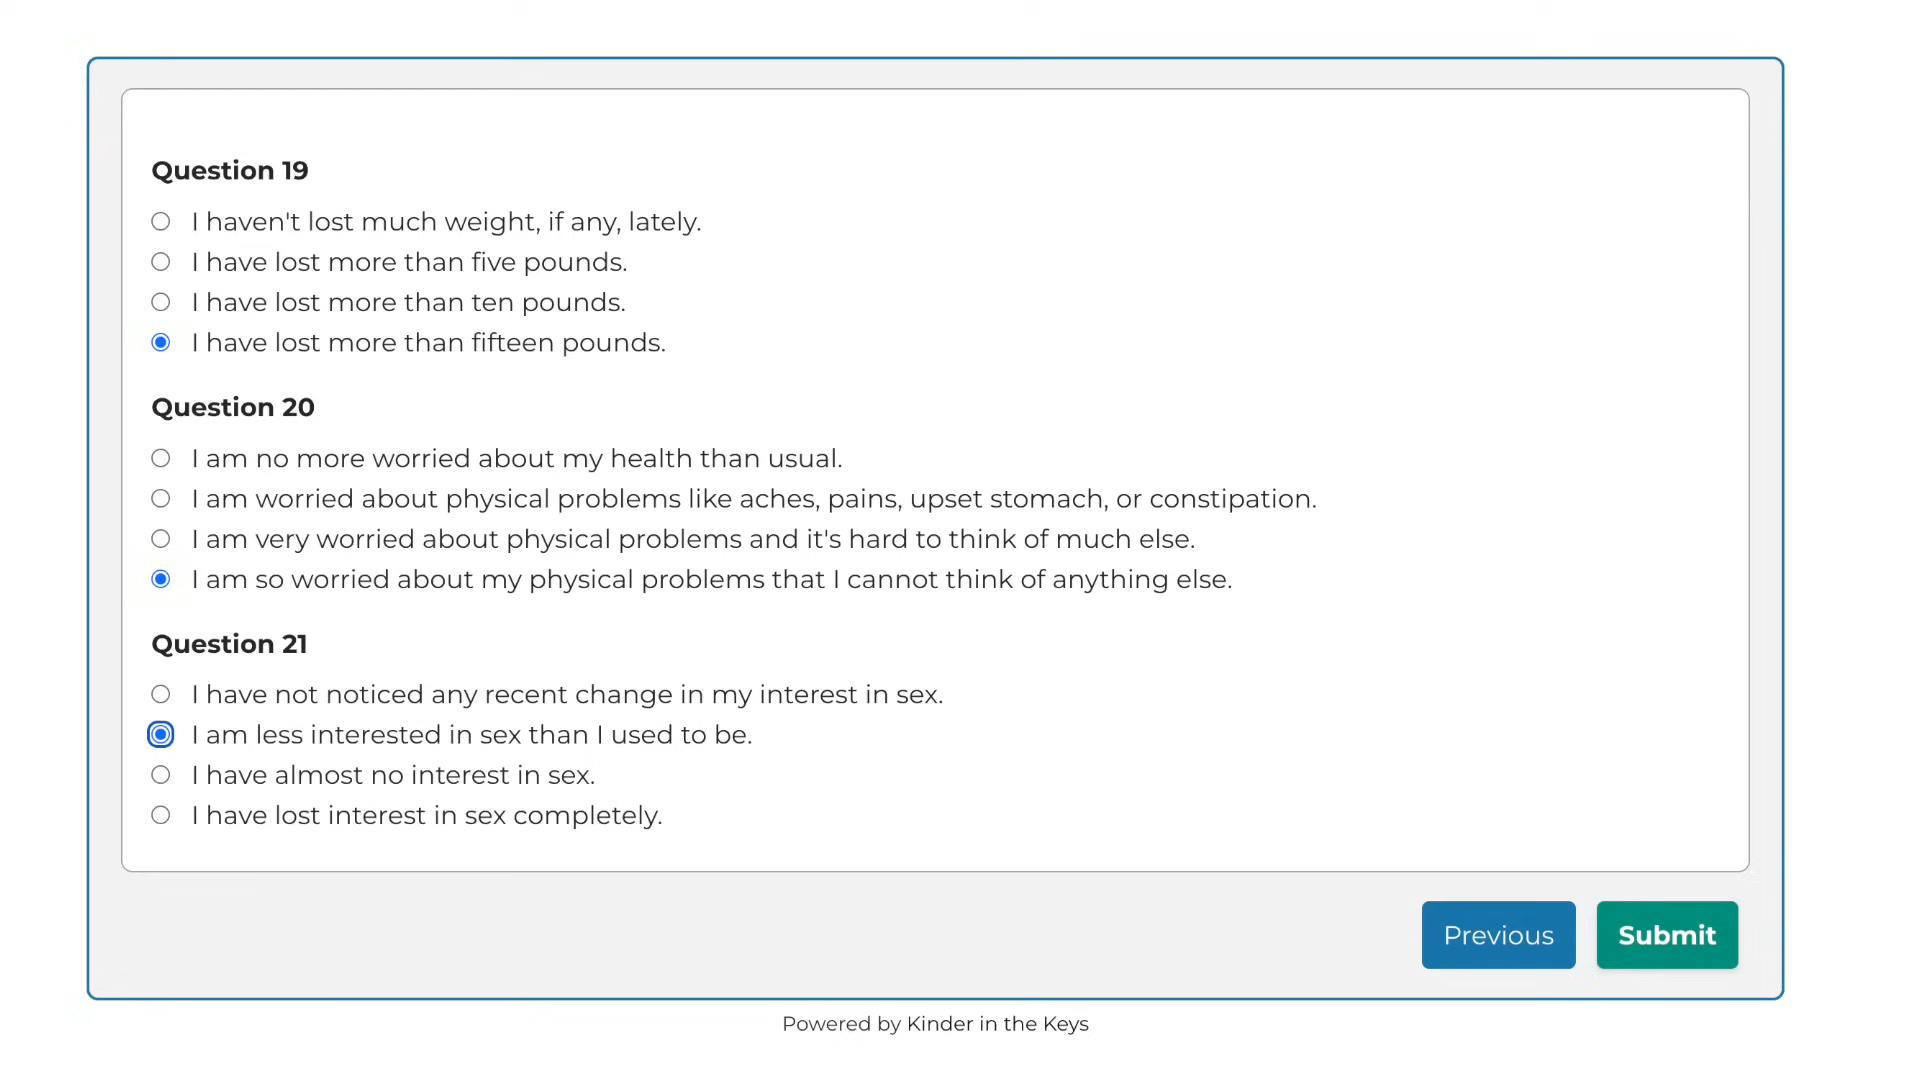 Question 19
I haven't lost much weight, if any, lately.
I have lost more than five pounds.
I have lost more than ten pounds.
I have lost more than fifteen pounds.
Question 20
I am no more worried about my health than usual.
I am worried about physical problems like aches, pains, upset stomach, or constipation.
I am very worried about physical problems and it's hard to think of much else.
I am so worried about my physical problems that I cannot think of anything else.
Question 21
I have not noticed any recent change in my interest in sex.
I am less interested in sex than I used to be.
I have almost no interest in sex.
I have lost interest in sex completely.
Previous Submit
Powered by Kinder in the Keys